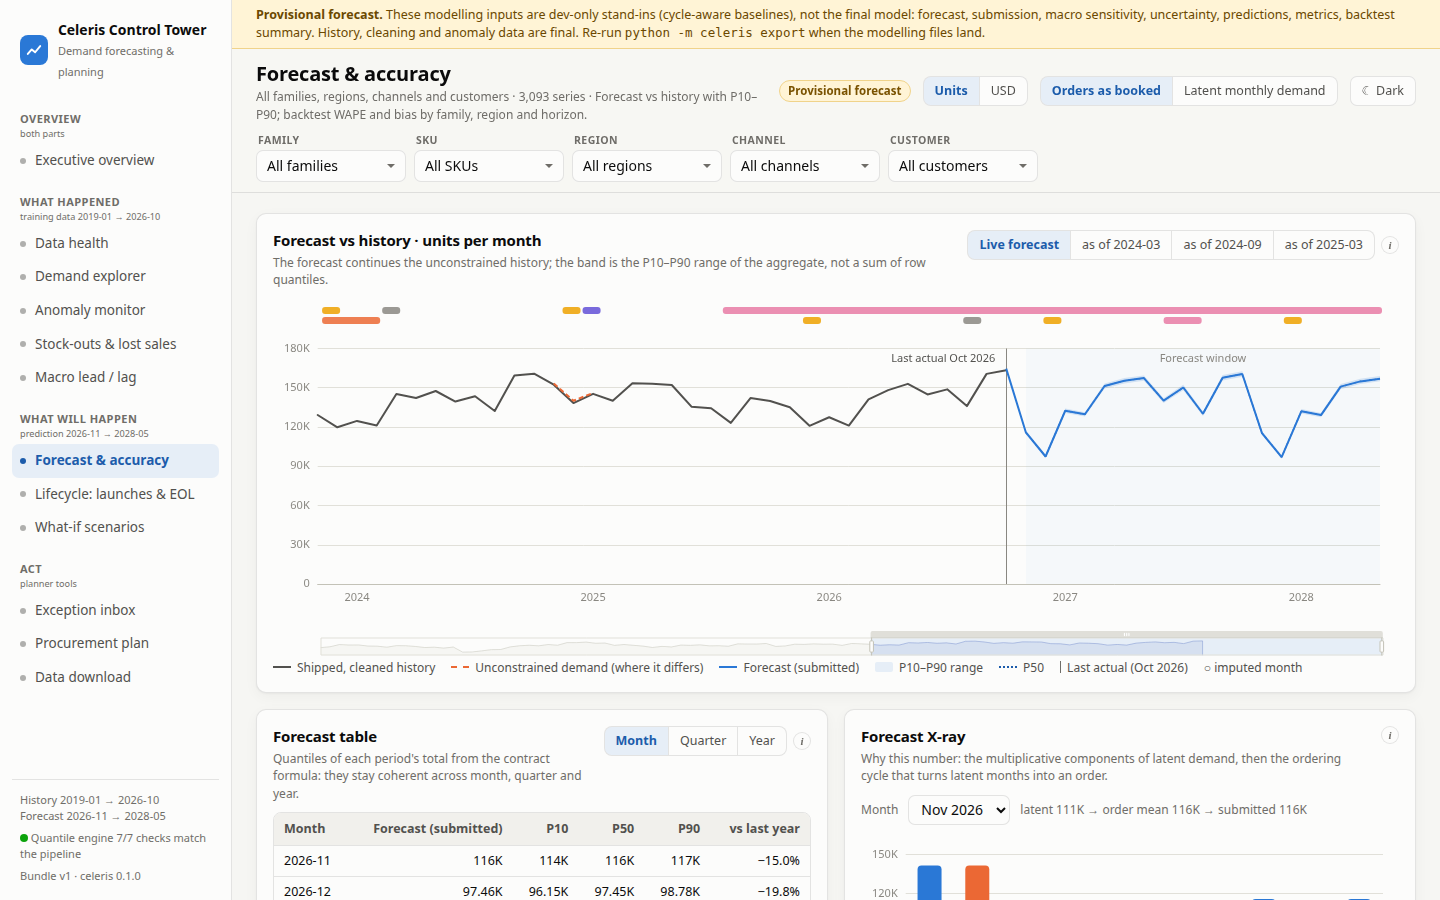 Celeris Control Tower
Demand forecasting &
planning
OVERVIEW
both parts
Executive overview
WHAT HAPPENED
training data 2019-01 → 2026-10
Data health
Demand explorer
Anomaly monitor
Stock-outs & lost sales
Macro lead / lag
WHAT WILL HAPPEN
prediction 2026-11 → 2028-05
Forecast & accuracy
Lifecycle: launches & EOL
What-if scenarios
ACT
planner tools
Exception inbox
Procurement plan
Data download
History 2019-01 → 2026-10
Forecast 2026-11 → 2028-05
Quantile engine 7/7 checks match
the pipeline
Bundle v1 · celeris 0.1.0
Provisional forecast. These modelling inputs are dev-only stand-ins (cycle-aware baselines), not the final model: forecast, submission, macro sensitivity, uncertainty, predictions, metrics, backtest
summary. History, cleaning and anomaly data are final. Re-run python -m celeris export when the modelling files land.
Forecast & accuracy
All families, regions, channels and customers · 3,093 series · Forecast vs history with P10–
P90; backtest WAPE and bias by family, region and horizon.
Provisional forecast
Units USD
Orders as booked Latent monthly demand
☾ Dark
FAMILY SKU REGION CHANNEL CUSTOMER
All families All SKUs All regions All channels All customers
Forecast vs history · units per month
The forecast continues the unconstrained history; the band is the P10–P90 range of the aggregate, not a sum of row
quantiles.
Live forecast as of 2024-03 as of 2024-09 as of 2025-03 i
180K
150K
120K
90K
60K
30K
0
Last actual Oct 2026
Forecast window
2024 2025 2026 2027 2028
Shipped, cleaned history Unconstrained demand (where it differs) Forecast (submitted) P10–P90 range P50 Last actual (Oct 2026) ○ imputed month
Forecast table
Quantiles of each period's total from the contract
formula: they stay coherent across month, quarter and
year.
Month Quarter Year i
Month Forecast (submitted) P10 P50 P90 vs last year
2026-11 116K 114K 116K 117K −15.0%
2026-12 97.46K 96.15K 97.45K 98.78K −19.8%
Forecast X-ray
i
Why this number: the multiplicative components of latent demand, then the ordering
cycle that turns latent months into an order.
Month Nov 2026 latent 111K → order mean 116K → submitted 116K
150K
120K